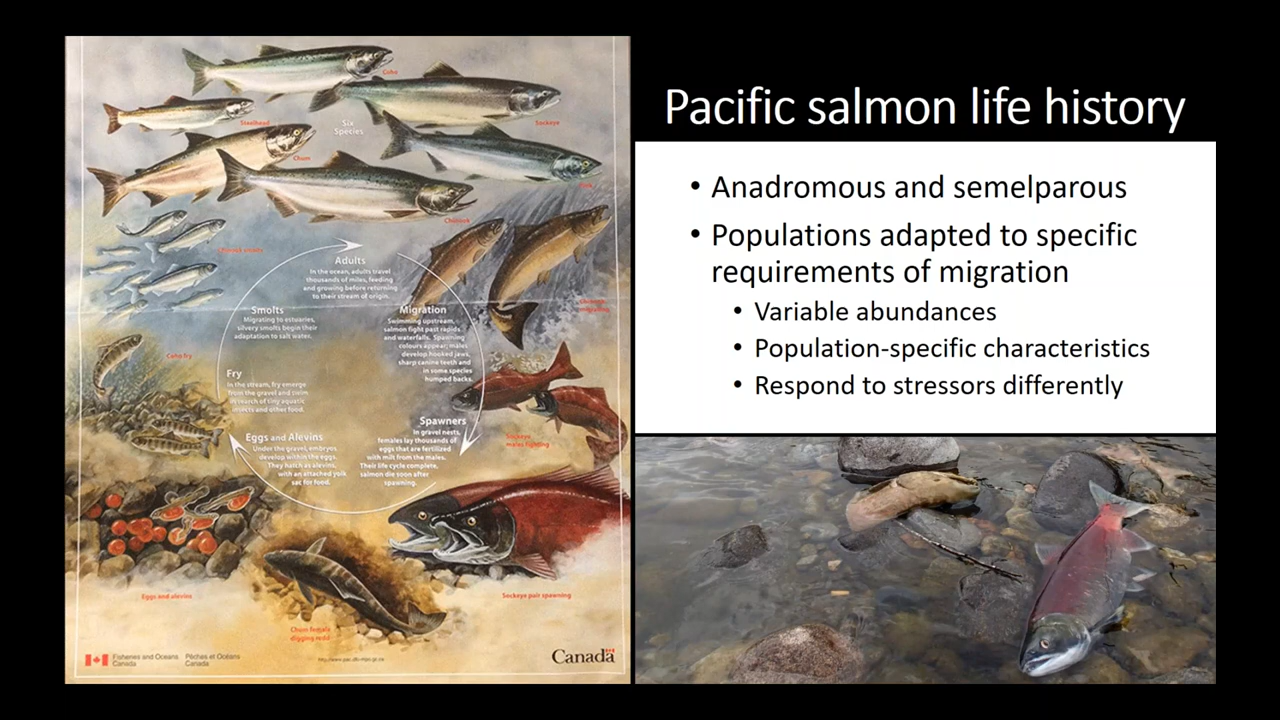 Coho
Steelhead
Six
Species
Sockeye
Chum
Pink
Chinook
Chinook smolts
Adults
In the ocean, adults travel
thousands of miles, feeding
and growing before returning
to their stream of origin.
Smolts
Migrating to estuaries,
silvery smolts begin their
adaptation to salt water.
Migration
Swimming upstream,
salmon fight past rapids
and waterfalls. Spawning
colours appear; males
develop hooked jaws,
sharp canine teeth and
in some species
humped backs.
Chinook
migrating
Coho fry
Fry
In the stream, fry emerge
from the gravel and swim
in search of tiny aquatic
insects and other food.
Spawners
In gravel nests,
females lay thousands of
eggs that are fertilized
with milt from the males.
Their life cycle complete,
salmon die soon after
spawning.
Sockeye
males fighting
Eggs and Alevins
Under the gravel, embryos
develop within the eggs.
They hatch as alevins,
with an attached yolk
sac for food.
Eggs and alevins
Sockeye pair spawning
Chum female
digging redd
Fisheries and Oceans
Canada
Pêches et Océans
Canada
Canada
Pacific salmon life history
• Anadromous and semelparous
• Populations adapted to specific
requirements of migration
• Variable abundances
• Population-specific characteristics
• Respond to stressors differently